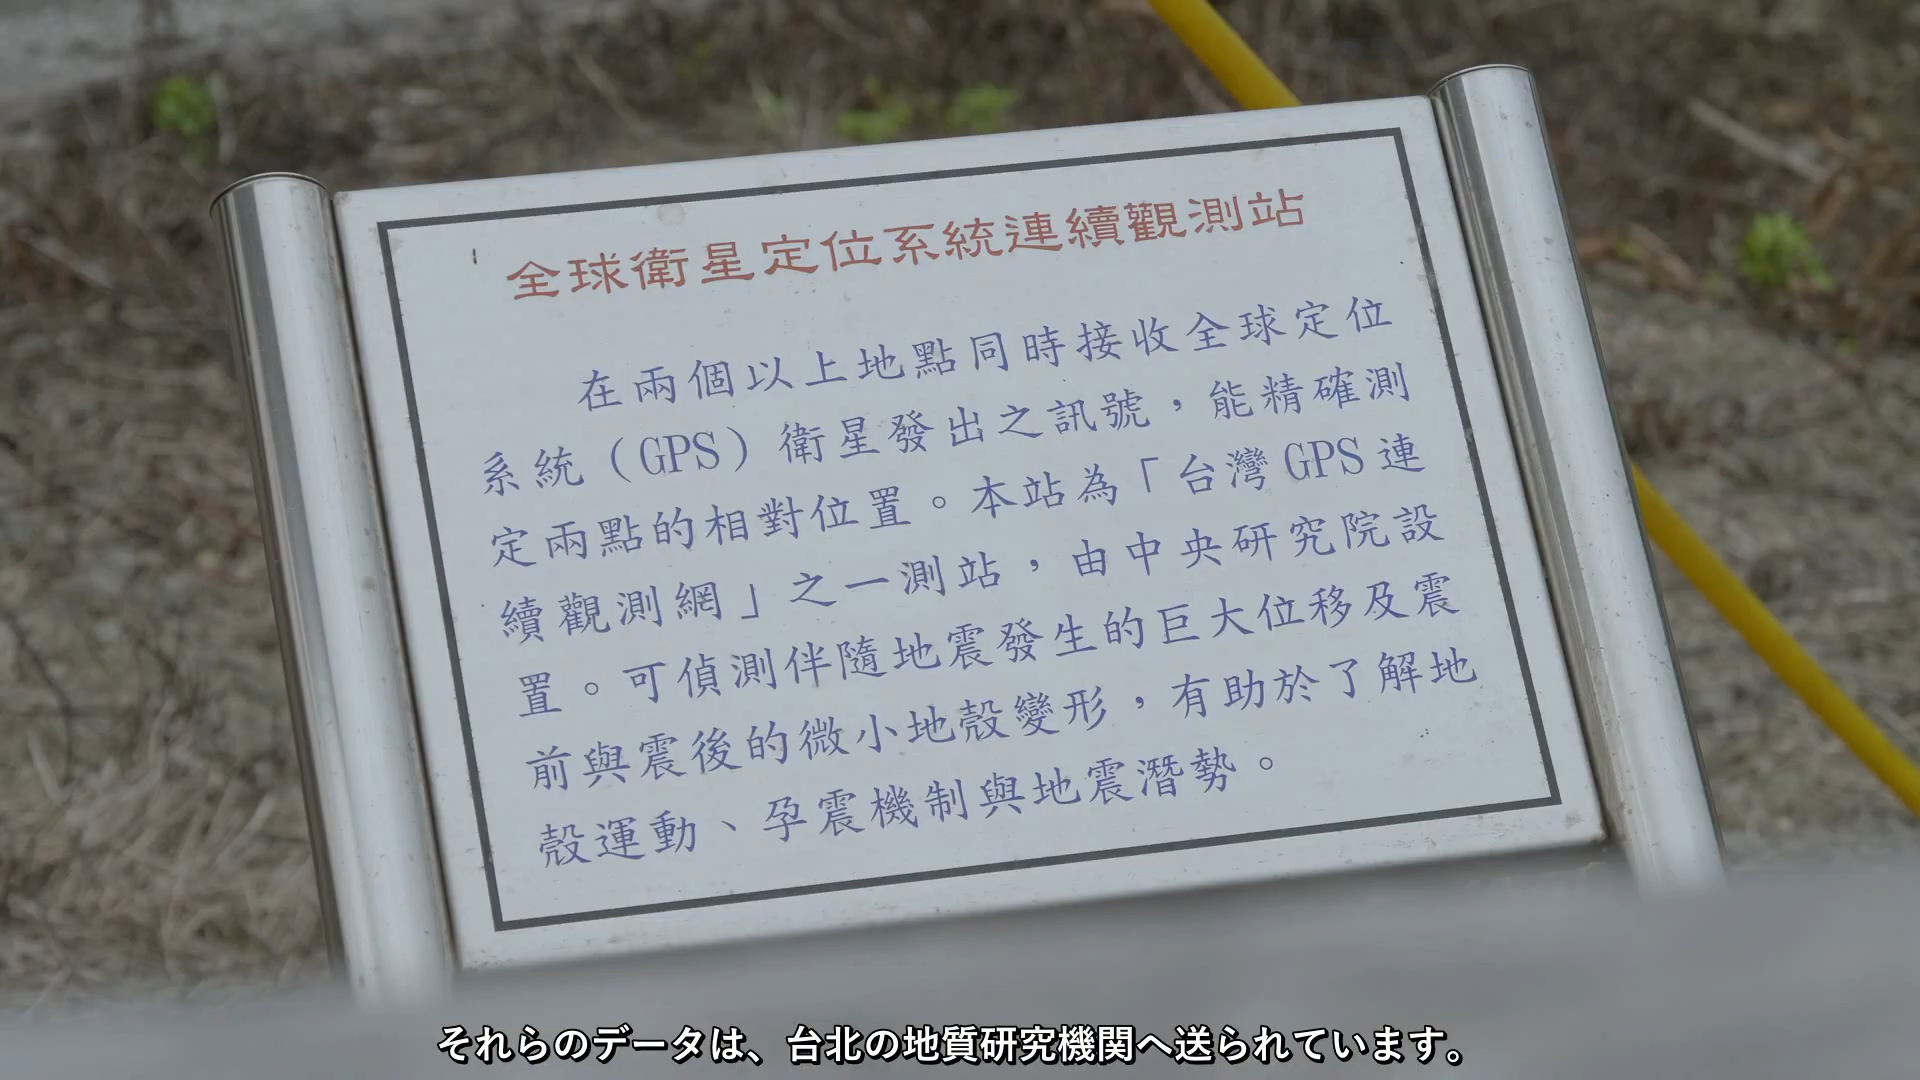 全球衛星定位系統連續觀測站
在兩個以上地點同時接收全球定位
系統（GPS）衛星發出之訊號，能精確測
定兩點的相對位置。本站為「台灣GPS連
續觀測網」之一測站，由中央研究院設
置。可偵測伴隨地震發生的巨大位移及震
前與震後的微小地殼變形，有助於了解地
殼運動、孕震機制與地震潛勢。
それらのデータは、台北の地質研究機関へ送られています。